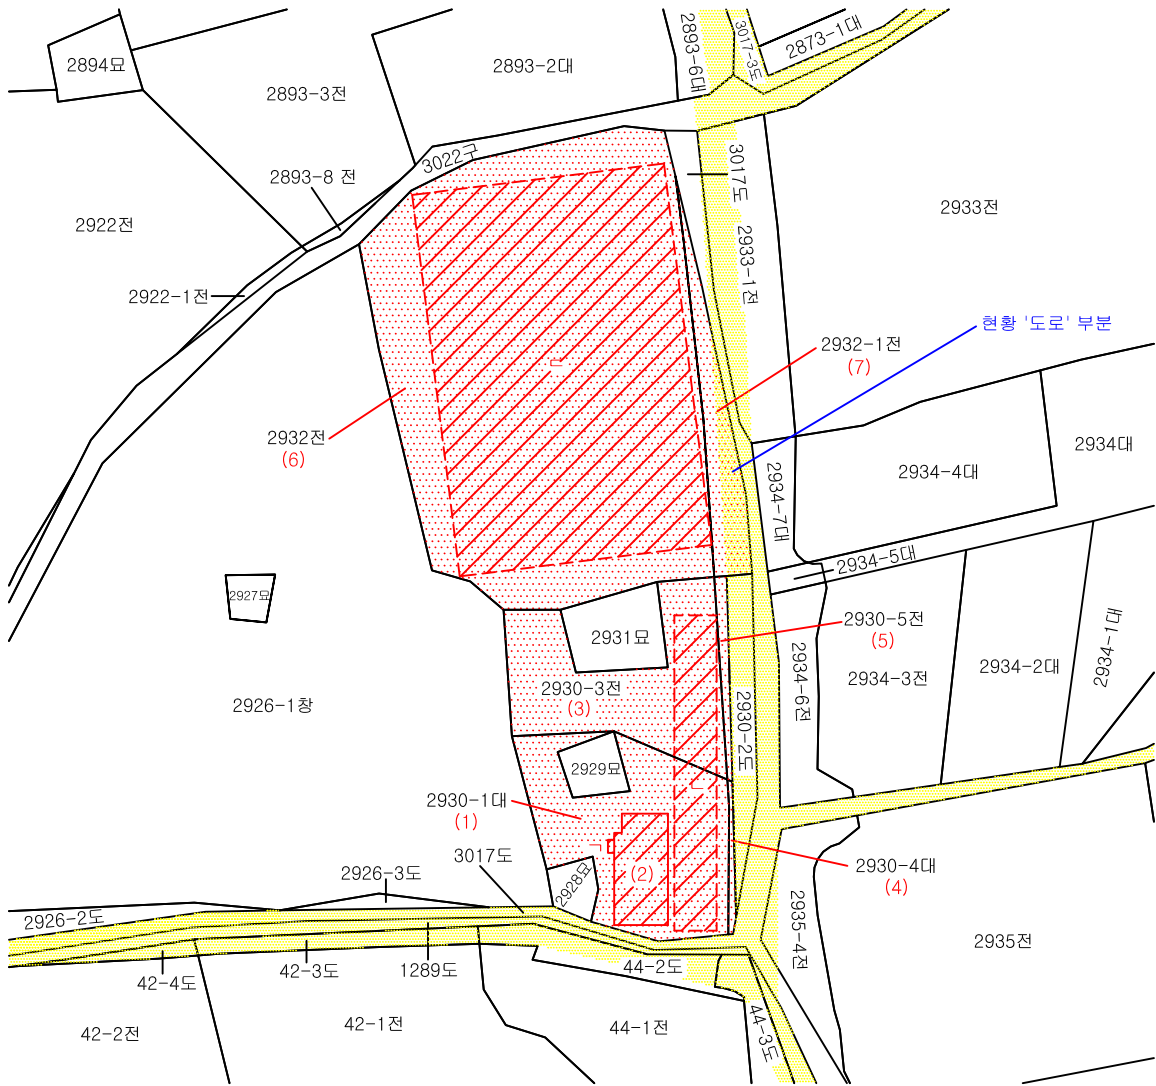 2894묘
2893-3전
2893-2대
2893-6대
3017-3도
2873-1대
3022구
2893-8 전
3017도
2922전
2933전
2933-1전
2922-1전
현황 '도로' 부분
2932-1전
(7)
ㄷ
2932전
(6)
2934대
2934-4대
2934-7대
2934-5대
2927묘
2931묘
2930-5전
(5)
2934-1대
2934-2대
2934-3전
2934-6전
2930-3전
(3)
2926-1창
2930-2도
2929묘
ㄴ
2930-1대
(1)
ㄱ
3017도
2926-3도
(2)
2930-4대
(4)
2928묘
2926-2도
2935-4전
2935전
42-4도
42-3도
1289도
44-2도
42-2전
42-1전
44-1전
44-3도